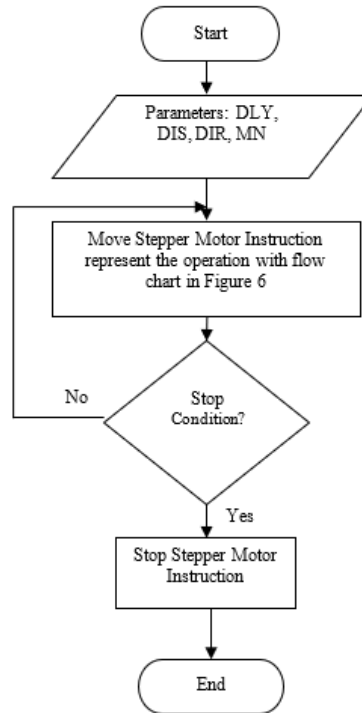 Start
Parameters: DLY,
DIS, DIR, MN
Move Stepper Motor Instruction
represent the operation with flow
chart in Figure 6
No
Stop
Condition?
Yes
Stop Stepper Motor
Instruction
End